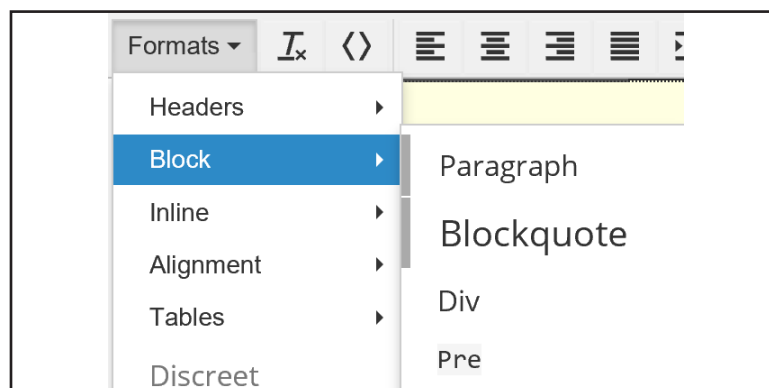 Formats
Headers
Block
Inline
Alignment
Tables
Discreet
Paragraph
Blockquote
Div
Pre